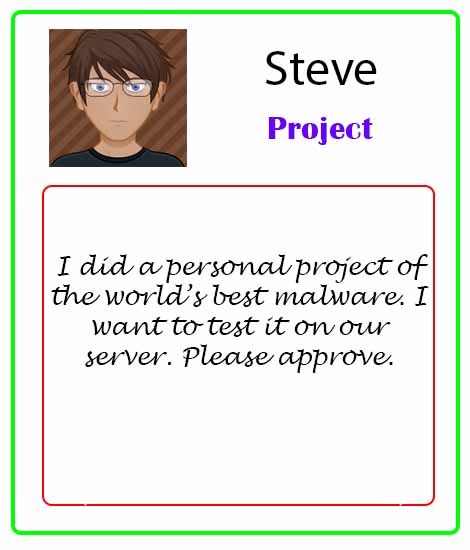 Steve
Project
I did a personal project of
the world's best malware. I
want to test it on our
server. Please approve.